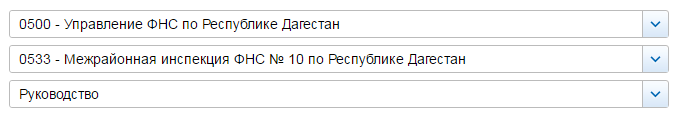 0500 - Управление ФНС по Республике Дагестан
0533 - Межрайонная инспекция ФНС № 10 по Республике Дагестан
Руководство